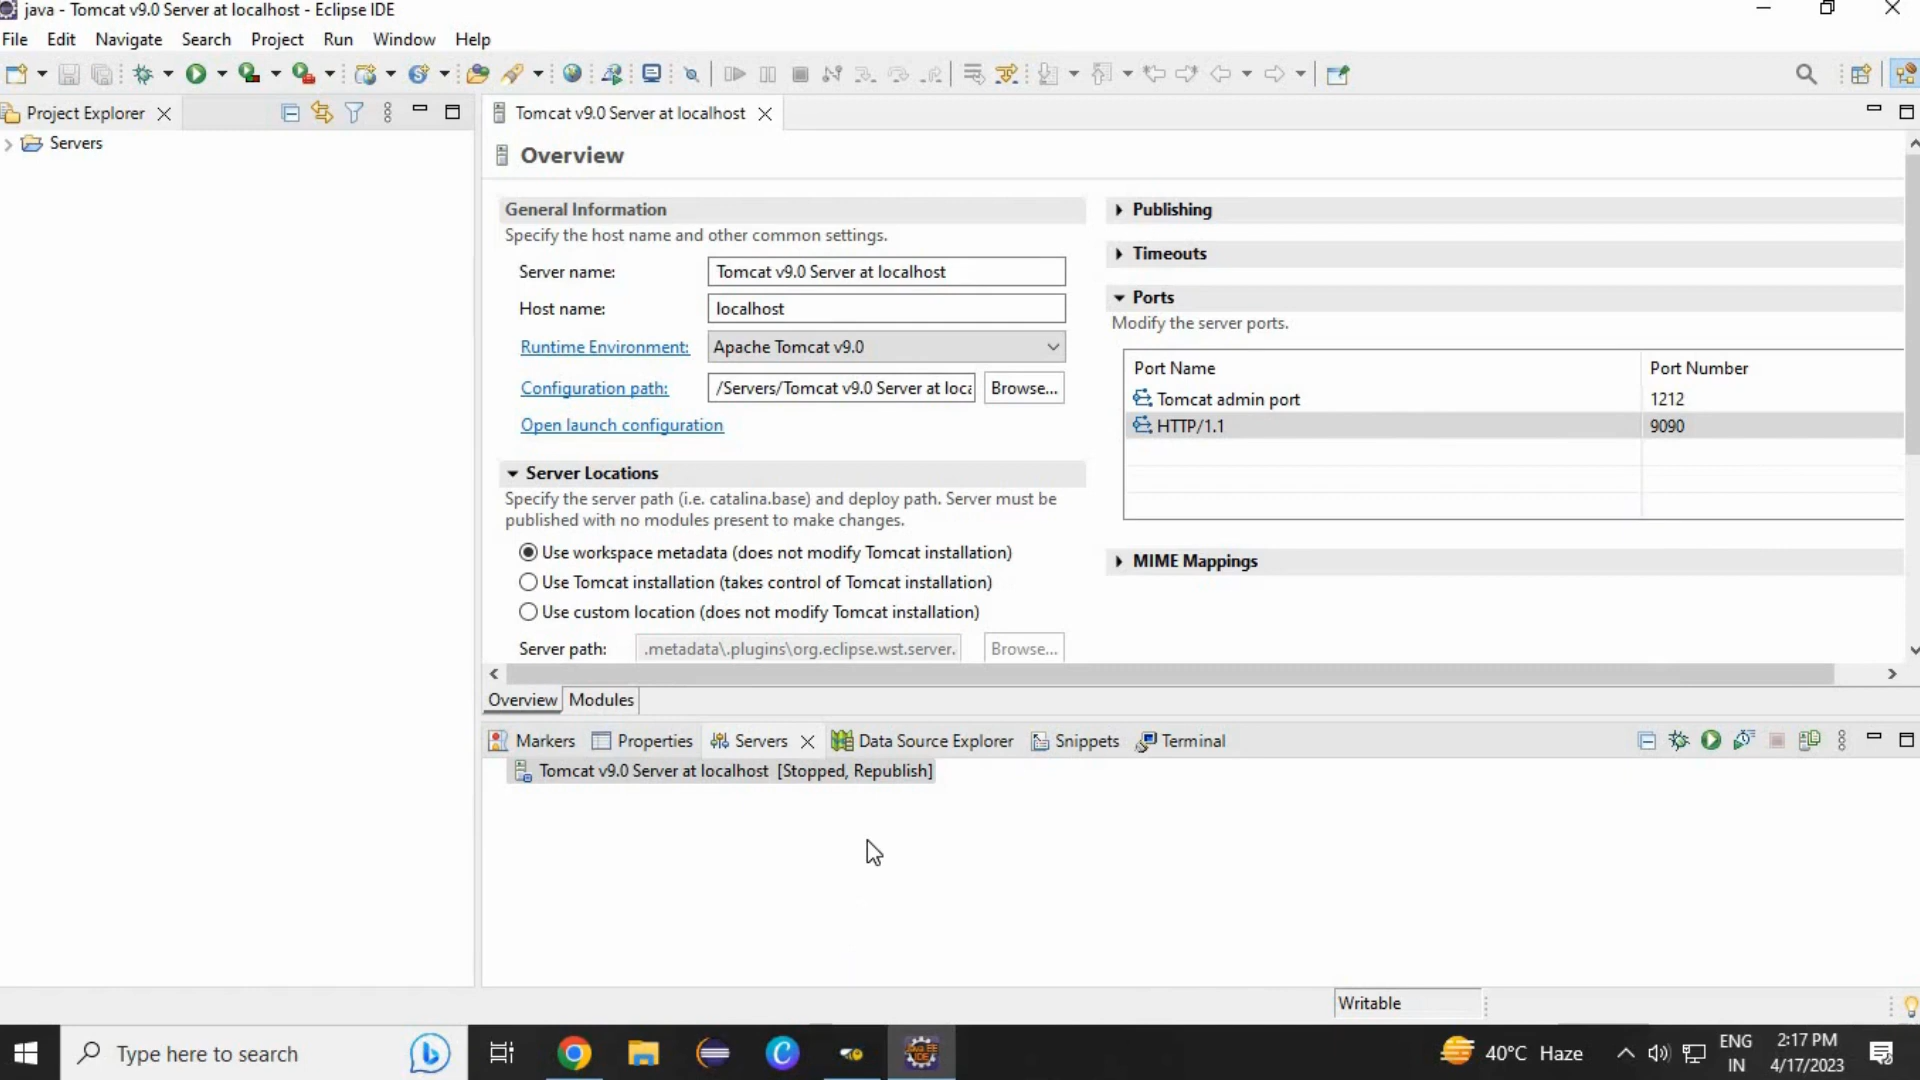 java - Tomcat v9.0 Server at localhost - Eclipse IDE
File Edit Navigate Search Project Run Window Help
Project Explorer
Servers
Tomcat v9.0 Server at localhost
Overview
General Information
Specify the host name and other common settings.
Server name: Tomcat v9.0 Server at localhost
Host name: localhost
Runtime Environment: Apache Tomcat v9.0
Configuration path: /Servers/Tomcat v9.0 Server at loca Browse...
Open launch configuration
Server Locations
Specify the server path (i.e. catalina.base) and deploy path. Server must be
published with no modules present to make changes.
Use workspace metadata (does not modify Tomcat installation)
Use Tomcat installation (takes control of Tomcat installation)
Use custom location (does not modify Tomcat installation)
Server path: .metadata\.plugins\org.eclipse.wst.server. Browse...
Publishing
Timeouts
Ports
Modify the server ports.
Port Name Port Number
Tomcat admin port 1212
HTTP/1.1 9090
MIME Mappings
Overview Modules
Markers Properties Servers Data Source Explorer Snippets Terminal
Tomcat v9.0 Server at localhost [Stopped, Republish]
Writable
Type here to search
40°C Haze
ENG
IN
2:17 PM
4/17/2023